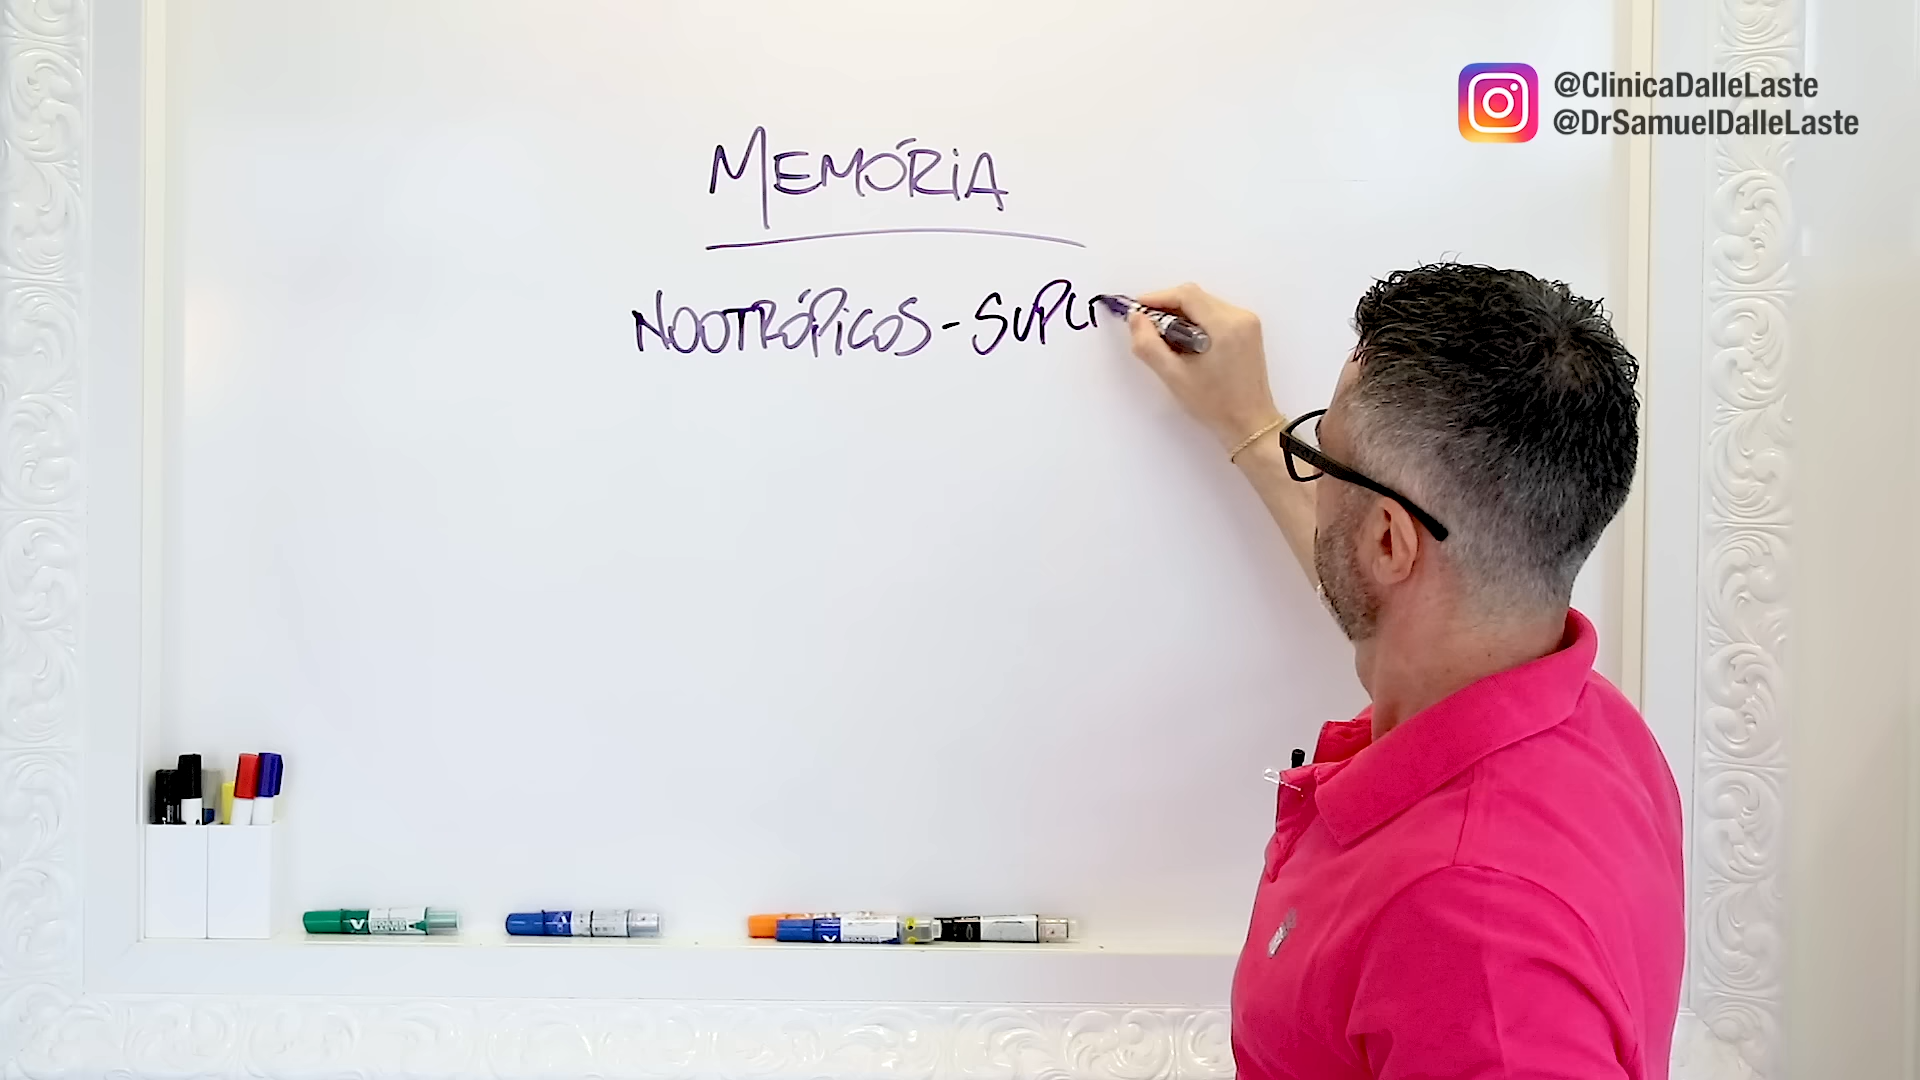 @ClinicaDalleLaste
@DrSamuelDalleLaste
MEMÓRIA
NOOTRÓPICOS - SUPL